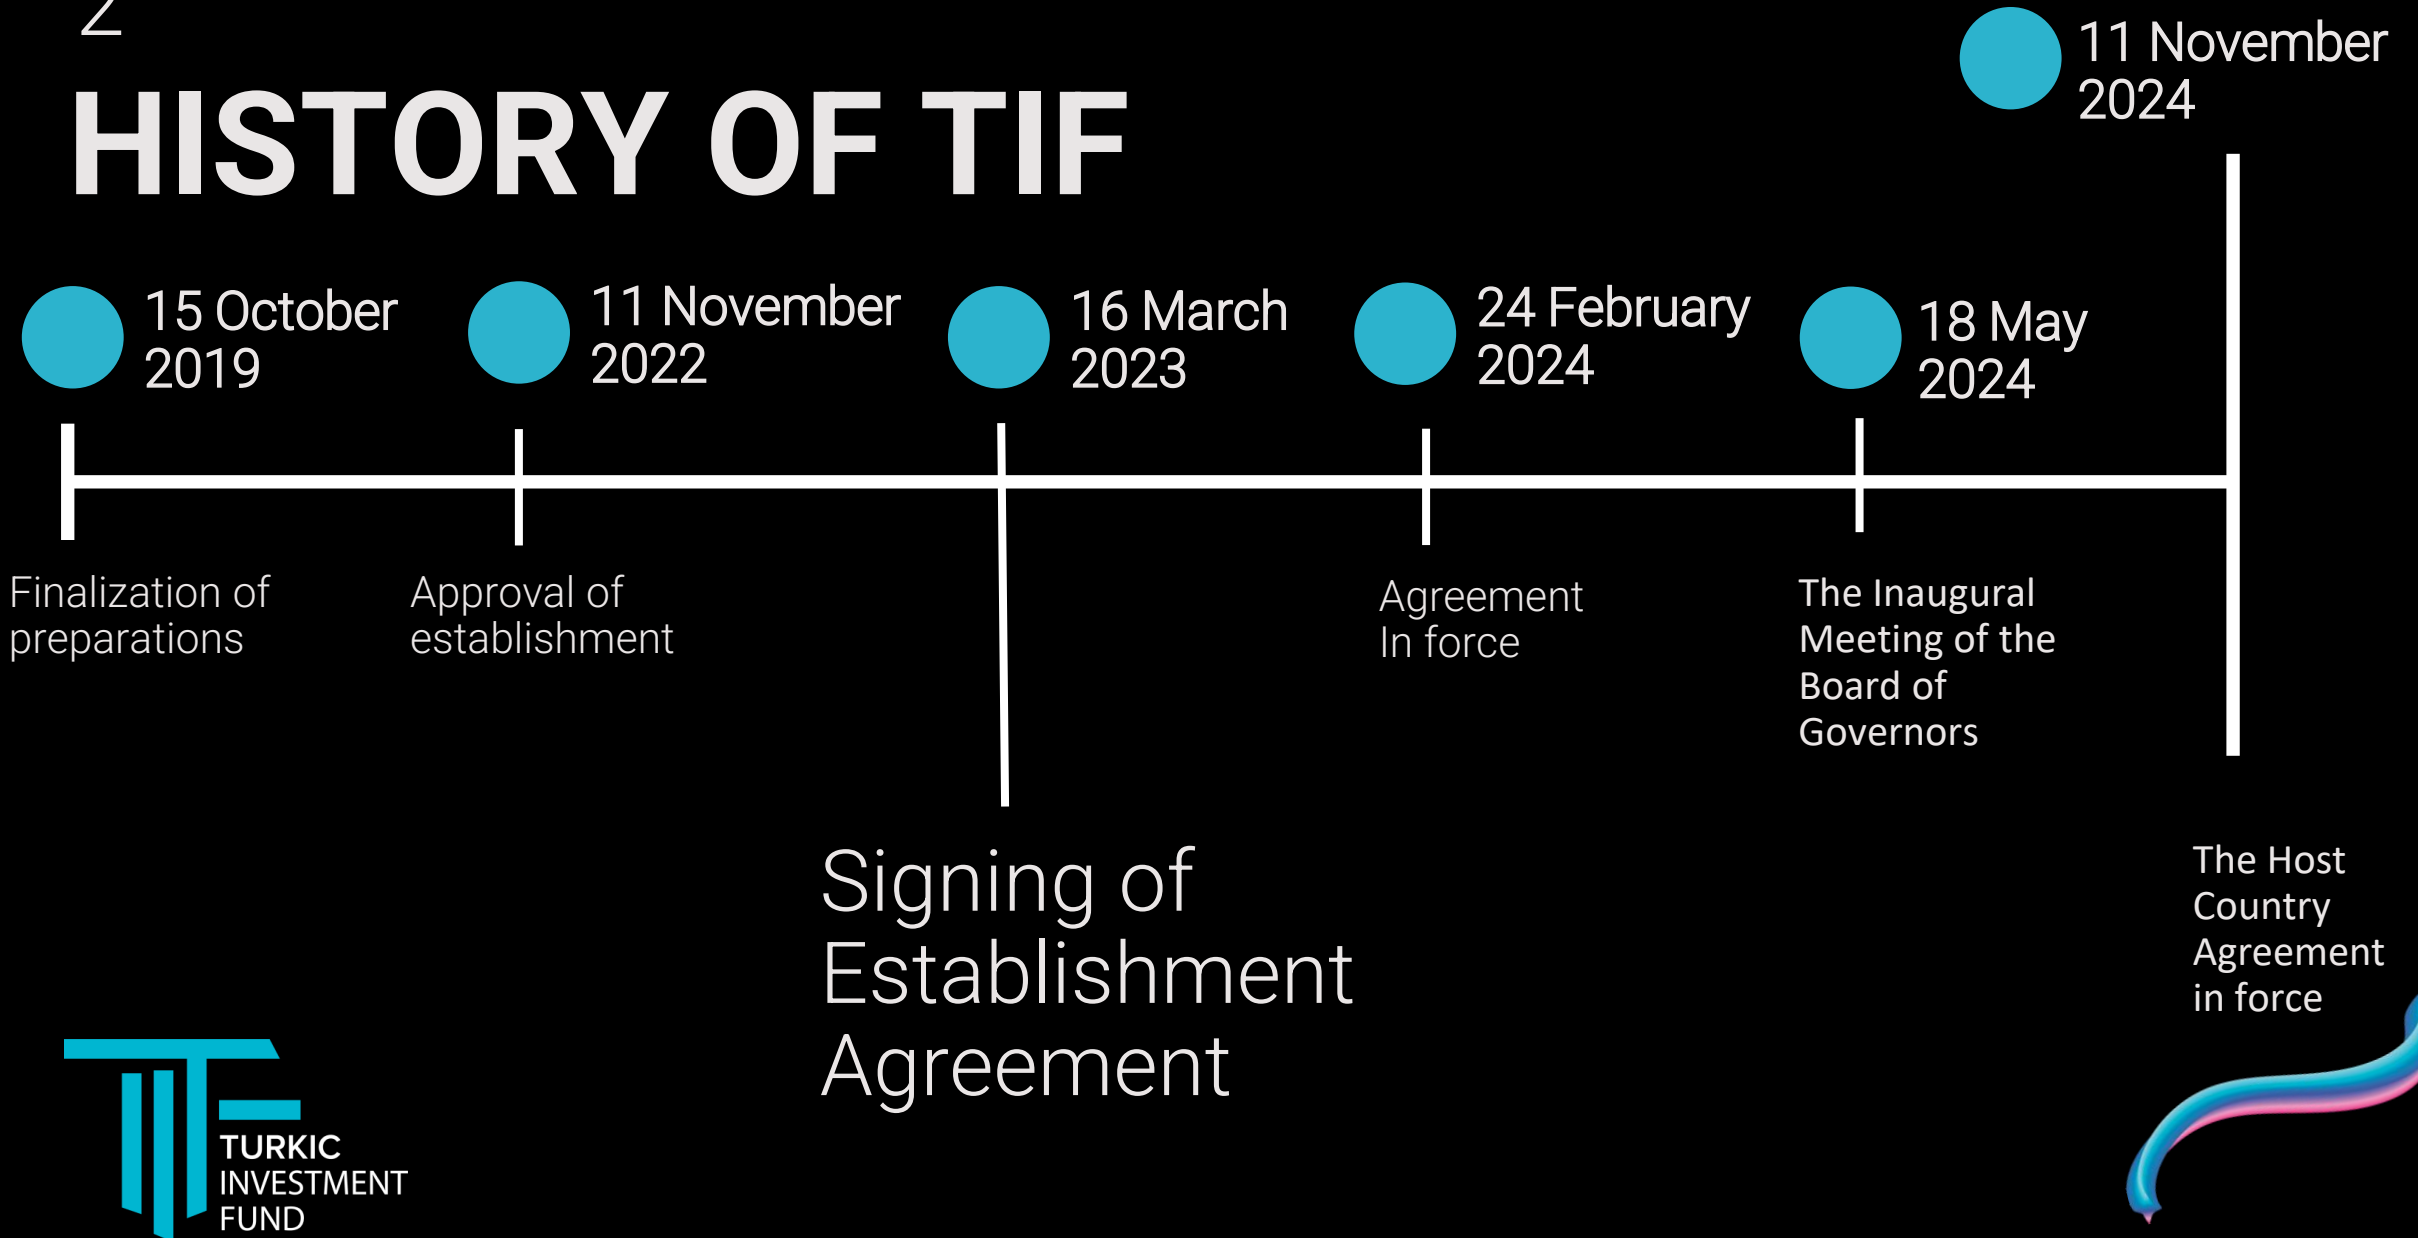 2
HISTORY OF TIF
15 October
2019
11 November
2022
16 March
2023
24 February
2024
18 May
2024
11 November
2024
Finalization of
preparations
Approval of
establishment
Signing of
Establishment
Agreement
Agreement
In force
The Inaugural
Meeting of the
Board of
Governors
The Host
Country
Agreement
in force
TURKIC
INVESTMENT
FUND